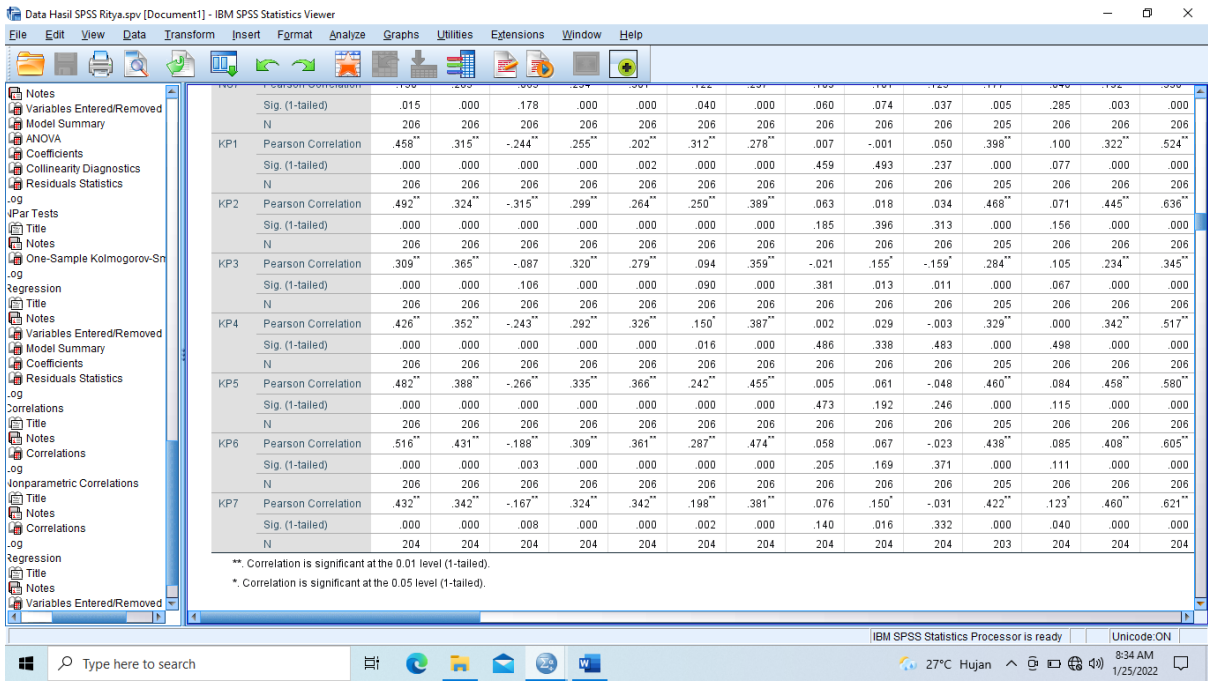 Data Hasil SPSS Ritya.spv [Document1] - IBM SPSS Statistics Viewer
File Edit View Data Transform Insert Format Analyze Graphs Utilities Extensions Window Help
Notes
Variables Entered/Removed
Model Summary
ANOVA
Coefficients
Collinearity Diagnostics
Residuals Statistics
.og
NPar Tests
Title
Notes
One-Sample Kolmogorov-Sm
.og
Regression
Title
Notes
Variables Entered/Removed
Model Summary
Coefficients
Residuals Statistics
.og
Correlations
Title
Notes
Correlations
.og
Nonparametric Correlations
Title
Notes
Correlations
.og
Regression
Title
Notes
Variables Entered/Removed
Sig. (1-tailed) .015 .000 .178 .000 .000 .040 .000 .060 .074 .037 .005 .285 .003 .000
N 206 206 206 206 206 206 206 206 206 206 205 206 206 206
KP1 Pearson Correlation .458** .315** -.244** .255** .202** .312** .278** .007 -.001 .050 .398** .100 .322** .524**
Sig. (1-tailed) .000 .000 .000 .000 .002 .000 .000 .459 .493 .237 .000 .077 .000 .000
N 206 206 206 206 206 206 206 206 206 206 205 206 206 206
KP2 Pearson Correlation .492** .324** -.315** .299** .264** .250** .389** .063 .018 .034 .468** .071 .445** .636**
Sig. (1-tailed) .000 .000 .000 .000 .000 .000 .000 .185 .396 .313 .000 .156 .000 .000
N 206 206 206 206 206 206 206 206 206 206 205 206 206 206
KP3 Pearson Correlation .309** .365** -.087 .320** .279** .094 .359** -.021 .155* -.159* .284** .105 .234** .345**
Sig. (1-tailed) .000 .000 .106 .000 .000 .090 .000 .381 .013 .011 .000 .067 .000 .000
N 206 206 206 206 206 206 206 206 206 206 205 206 206 206
KP4 Pearson Correlation .426** .352** -.243** .292** .326** .150* .387** .002 .029 -.003 .329** .000 .342** .517**
Sig. (1-tailed) .000 .000 .000 .000 .000 .016 .000 .486 .338 .483 .000 .498 .000 .000
N 206 206 206 206 206 206 206 206 206 206 205 206 206 206
KP5 Pearson Correlation .482** .388** -.266** .335** .366** .242** .455** .005 .061 -.048 .460** .084 .458** .580**
Sig. (1-tailed) .000 .000 .000 .000 .000 .000 .000 .473 .192 .246 .000 .115 .000 .000
N 206 206 206 206 206 206 206 206 206 206 205 206 206 206
KP6 Pearson Correlation .516** .431** -.188** .309** .361** .287** .474** .058 .067 -.023 .438** .085 .408** .605**
Sig. (1-tailed) .000 .000 .003 .000 .000 .000 .000 .205 .169 .371 .000 .111 .000 .000
N 206 206 206 206 206 206 206 206 206 206 205 206 206 206
KP7 Pearson Correlation .432** .342** -.167** .324** .342** .198** .381** .076 .150* -.031 .422** .123* .460** .621**
Sig. (1-tailed) .000 .000 .008 .000 .000 .002 .000 .140 .016 .332 .000 .040 .000 .000
N 204 204 204 204 204 204 204 204 204 204 203 204 204 204
**. Correlation is significant at the 0.01 level (1-tailed).
*. Correlation is significant at the 0.05 level (1-tailed).
IBM SPSS Statistics Processor is ready Unicode:ON
Type here to search
27°C Hujan
8:34 AM
1/25/2022